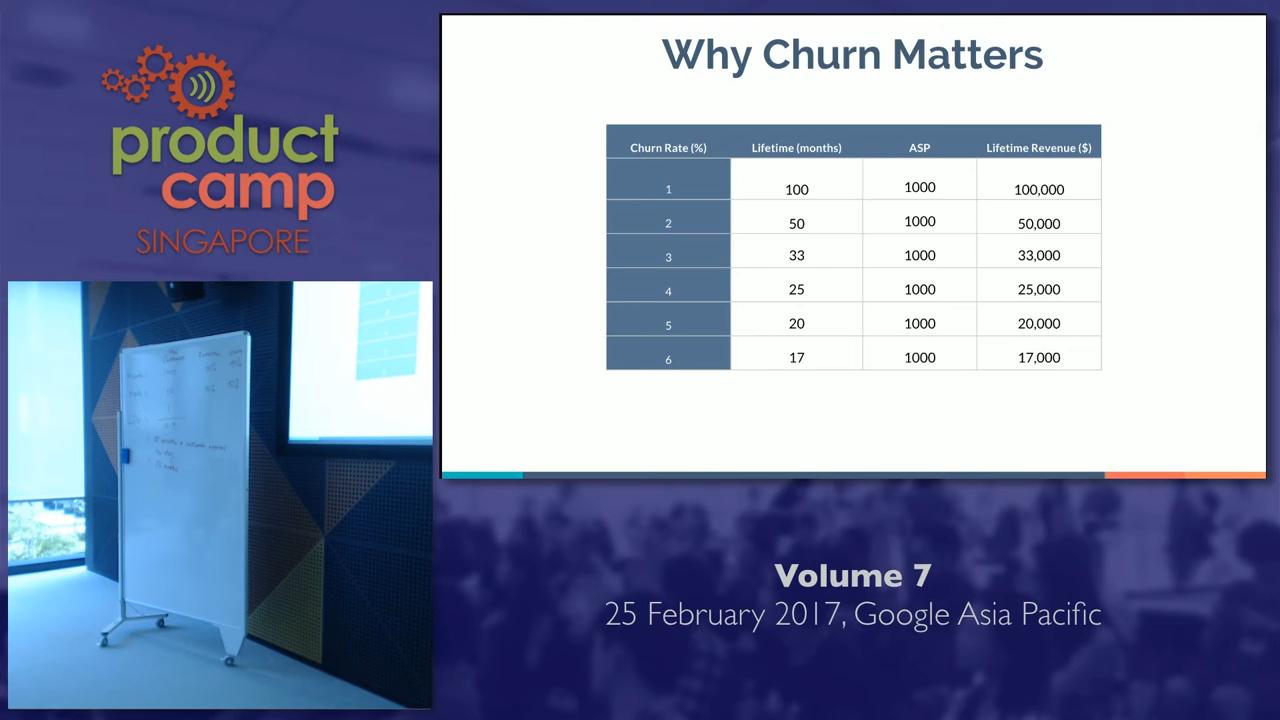 product
camp
SINGAPORE
Why Churn Matters
Churn Rate (%) Lifetime (months) ASP Lifetime Revenue ($)
1 100 1000 100,000
2 50 1000 50,000
3 33 1000 33,000
4 25 1000 25,000
5 20 1000 20,000
6 17 1000 17,000
Volume 7
25 February 2017, Google Asia Pacific